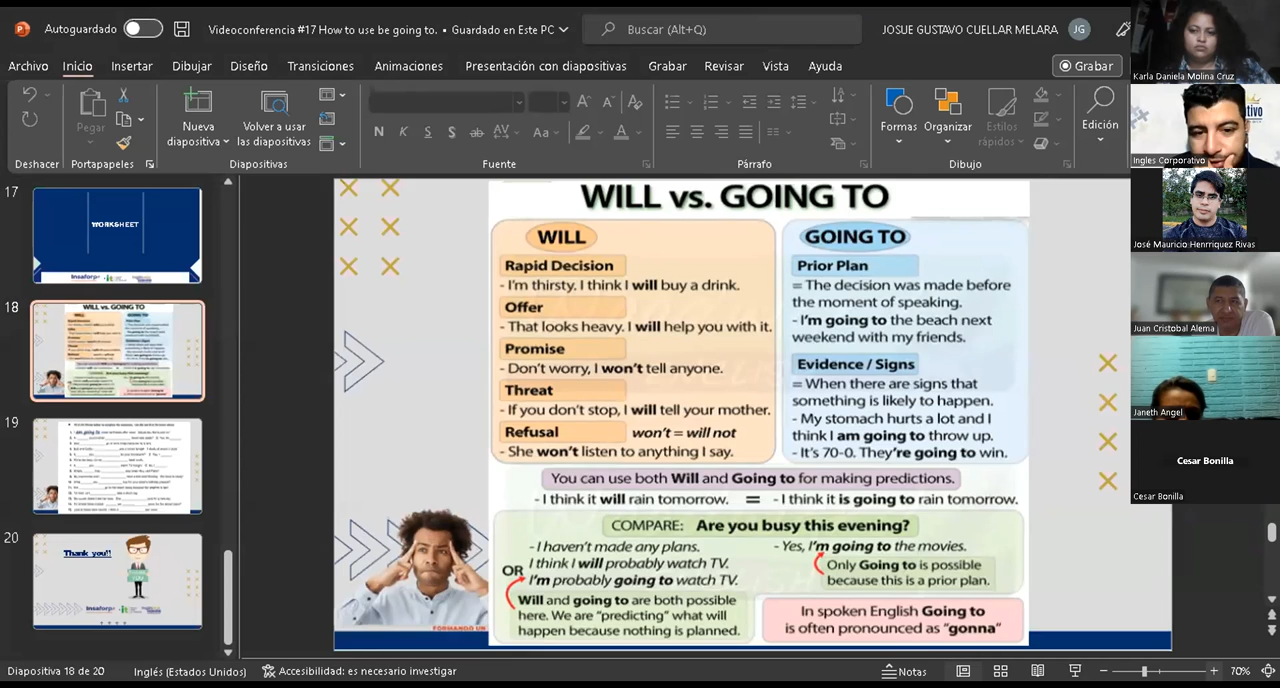 Autoguardado
Videoconferencia #17 How to use be going to. • Guardado en Este PC
Buscar (Alt+Q)
JOSUE GUSTAVO CUELLAR MELARA
JG
Archivo
Inicio
Insertar
Dibujar
Diseño
Transiciones
Animaciones
Presentación con diapositivas
Grabar
Revisar
Vista
Ayuda
Grabar
Pegar
Nueva
diapositiva
Volver a usar
las diapositivas
Formas
Organizar
Estilos
rápidos
Edición
Deshacer
Portapapeles
Diapositivas
Fuente
Párrafo
Dibujo
17
WORKSHEET
Insaforp
18
WILL vs. GOING TO
19
20
Thank you!!
Insaforp
WILL vs. GOING TO
WILL
Rapid Decision
- I'm thirsty. I think I will buy a drink.
Offer
- That looks heavy. I will help you with it.
Promise
- Don't worry, I won't tell anyone.
Threat
- If you don't stop, I will tell your mother.
Refusal
won't = will not
- She won't listen to anything I say.
GOING TO
Prior Plan
= The decision was made before
the moment of speaking.
- I'm going to the beach next
weekend with my friends.
Evidence / Signs
= When there are signs that
something is likely to happen.
- My stomach hurts a lot and I
think I am going to throw up.
- It's 70-0. They're going to win.
You can use both Will and Going to for making predictions.
- I think it will rain tomorrow. = - I think it is going to rain tomorrow.
COMPARE: Are you busy this evening?
- I haven't made any plans.
I think I will probably watch TV.
OR
I'm probably going to watch TV.
Will and going to are both possible
here. We are "predicting" what will
happen because nothing is planned.
- Yes, I'm going to the movies.
Only Going to is possible
because this is a prior plan.
In spoken English Going to
is often pronounced as "gonna"
FORMANDO UN
Karla Daniela Molina Cruz
Ingles Corporativo
José Mauricio Henrriquez Rivas
Juan Cristobal Alema
Janeth Angel
Cesar Bonilla
Cesar Bonilla
Diapositiva 18 de 20
Inglés (Estados Unidos)
Accesibilidad: es necesario investigar
Notas
70%